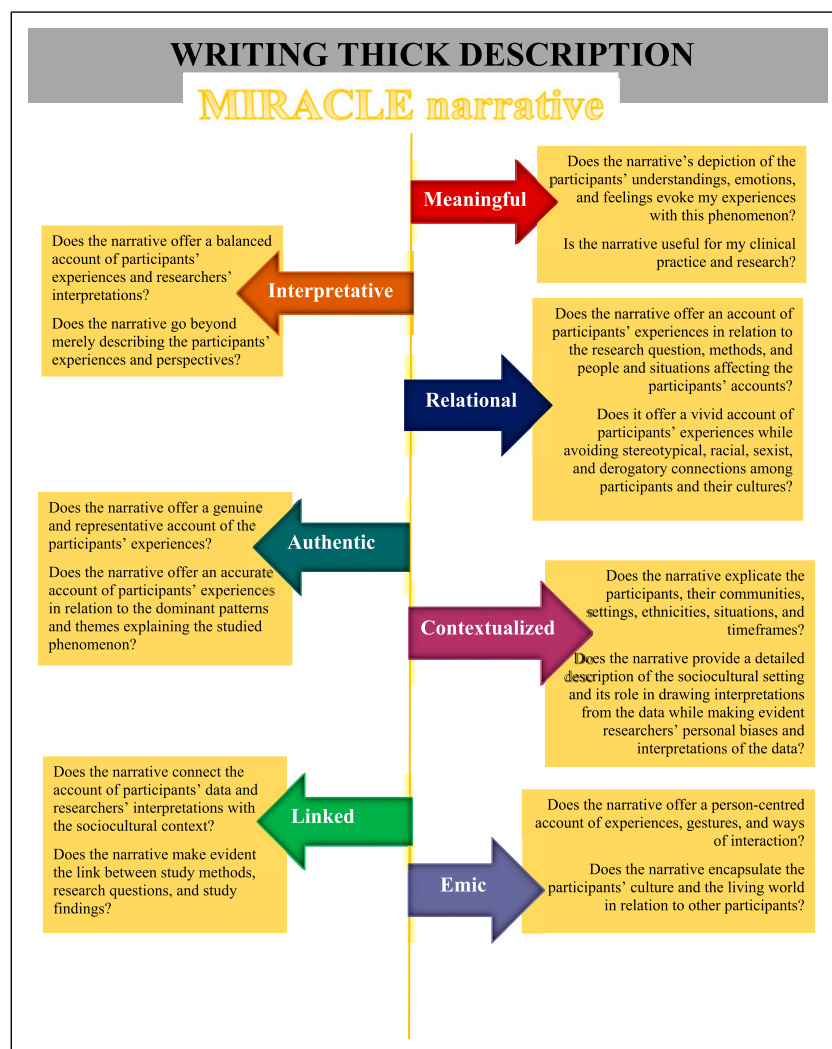 WRITING THICK DESCRIPTION
MIRACLE narrative
Meaningful
Does the narrative's depiction of the
participants' understandings, emotions,
and feelings evoke my experiences
with this phenomenon?
Is the narrative useful for my clinical
practice and research?
Does the narrative offer a balanced
account of participants'
experiences and researchers'
interpretations?
Does the narrative go beyond
merely describing the participants'
experiences and perspectives?
Interpretative
Relational
Does the narrative offer an account of
participants' experiences in relation to
the research question, methods, and
people and situations affecting the
participants' accounts?
Does it offer a vivid account of
participants' experiences while
avoiding stereotypical, racial, sexist,
and derogatory connections among
participants and their cultures?
Does the narrative offer a genuine
and representative account of the
participants' experiences?
Does the narrative offer an accurate
account of participants' experiences
in relation to the dominant patterns
and themes explaining the studied
phenomenon?
Authentic
Contextualized
Does the narrative explicate the
participants, their communities,
settings, ethnicities, situations, and
timeframes?
Does the narrative provide a detailed
description of the sociocultural setting
and its role in drawing interpretations
from the data while making evident
researchers' personal biases and
interpretations of the data?
Does the narrative connect the
account of participants' data and
researchers' interpretations with
the sociocultural context?
Does the narrative make evident
the link between study methods,
research questions, and study
findings?
Linked
Emic
Does the narrative offer a person-centred
account of experiences, gestures, and ways
of interaction?
Does the narrative encapsulate the
participants' culture and the living world
in relation to other participants?